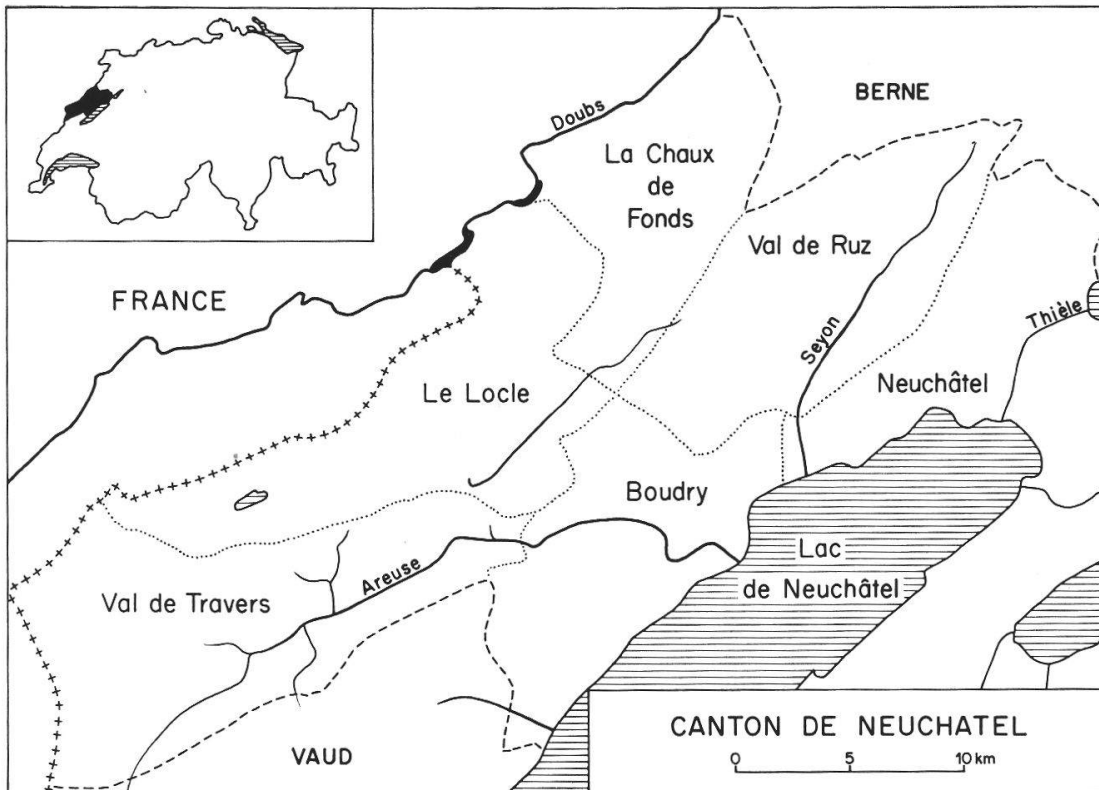 Doubs
BERNE
La Chaux
de
Fonds
Val de Ruz
FRANCE
Thièle
Seyon
Le Locle
Neuchâtel
Boudry
Lac
de Neuchâtel
Areuse
Val de Travers
VAUD
CANTON DE NEUCHATEL
0 5 10 km